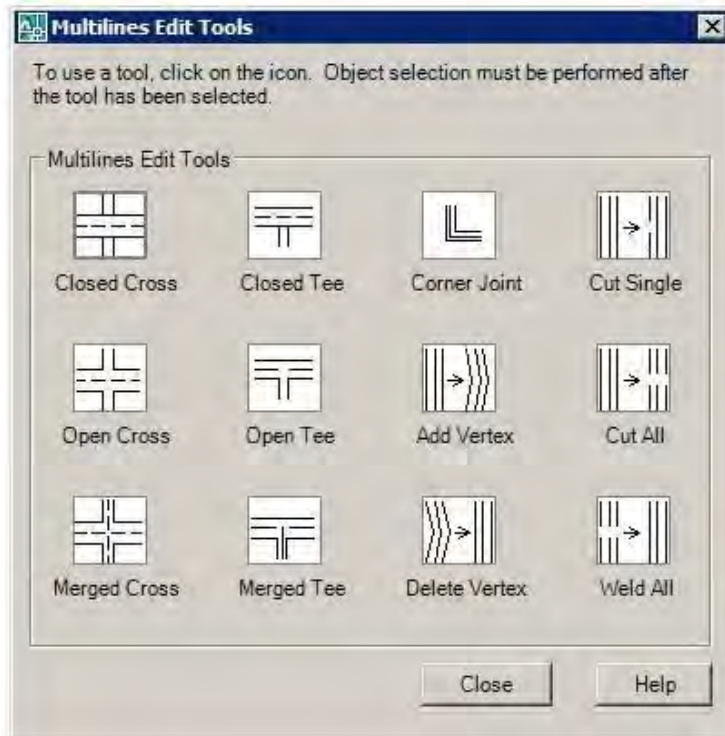 Multilines Edit Tools
To use a tool, click on the icon. Object selection must be performed after
the tool has been selected.
Multilines Edit Tools
Closed Cross Closed Tee Corner Joint Cut Single
Open Cross Open Tee Add Vertex Cut All
Merged Cross Merged Tee Delete Vertex Weld All
Close Help